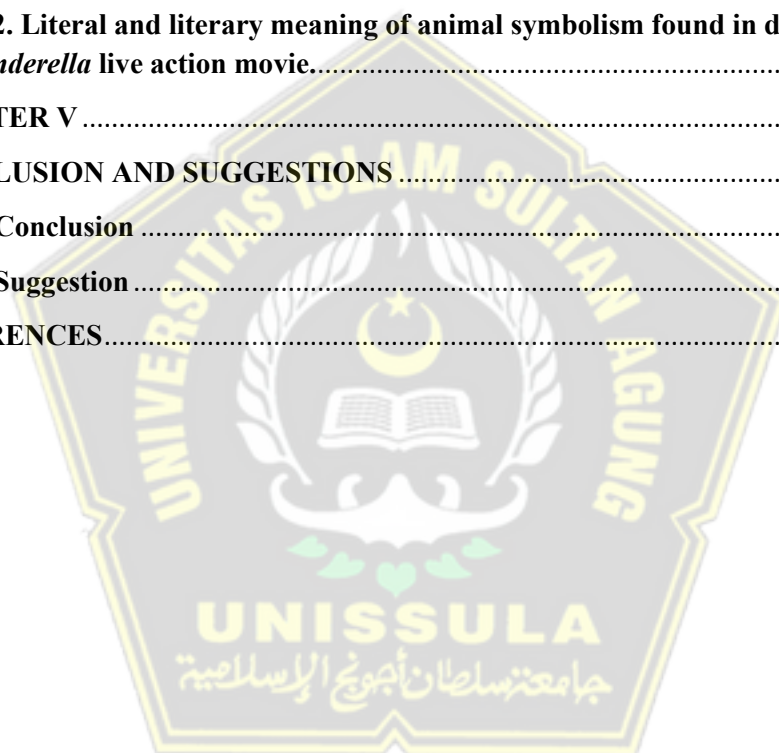 2. Literal and literary meaning of animal symbolism found in d
nderella live action movie.
TER V
LUSION AND SUGGESTIONS
Conclusion
Suggestion
RENCES
UNIVERSITAS ISLAM SULTAN AGUNG
UNISSULA
جامعنسلطان أجونج الإسلامية